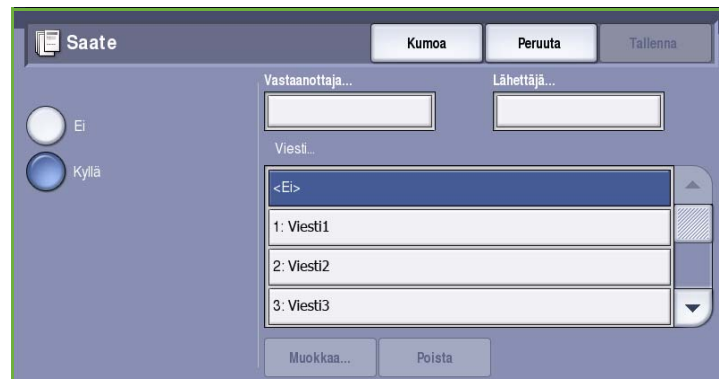 Saate
Kumoa
Peruuta
Tallenna
Vastaanottaja...
Lähettäjä...
Ei
Kyllä
Viesti...
<Ei>
1: Viesti1
2: Viesti2
3: Viesti3
Muokkaa...
Poista